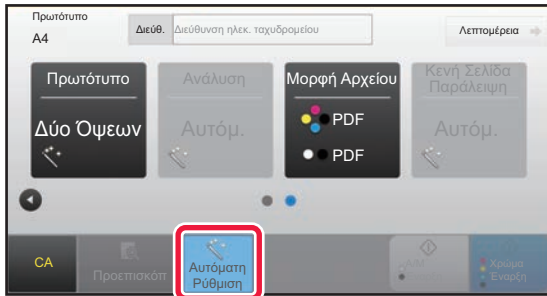 Πρωτότυπο
A4
Διεύθ.
Διεύθυνση ηλεκ. ταχυδρομείου
Λεπτομέρεια
Πρωτότυπο
Δύο Όψεων
Ανάλυση
Αυτόμ.
Μορφή Αρχείου
PDF
PDF
Κενή Σελίδα
Παράλειψη
Αυτόμ.
CA
Προεπισκόπ
Αυτόματη
Ρύθμιση
Χρώμα
Έναρξη